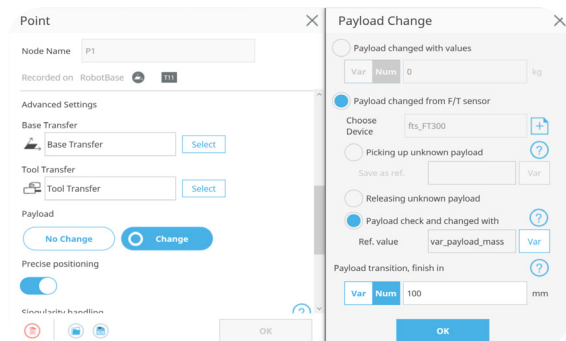 Point
Node Name P1
Recorded on RobotBase T11
Advanced Settings
Base Transfer
Base Transfer Select
Tool Transfer
Tool Transfer Select
Payload
No Change Change
Precise positioning
Singularity handling
?
OK
Payload Change
Payload changed with values
Var Num 0 kg
Payload changed from F/T sensor
Choose
Device fts_FT300
Picking up unknown payload ?
Save as ref. Var
Releasing unknown payload
Payload check and changed with ?
Ref. value var_payload_mass Var
Payload transition, finish in ?
Var Num 100 mm
OK